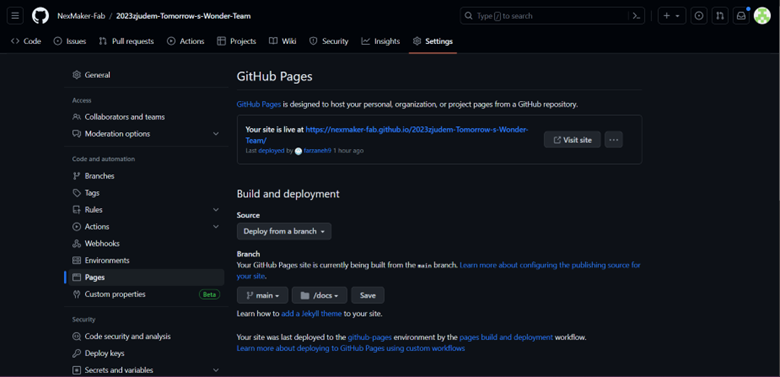 NexMaker-Fab / 2023zjudem-Tomorrow-s-Wonder-Team
Type / to search
Code Issues Pull requests Actions Projects Wiki Security Insights Settings
General
Access
Collaborators and teams
Moderation options
Code and automation
Branches
Tags
Rules
Actions
Webhooks
Environments
Pages
Custom properties Beta
Security
Code security and analysis
Deploy keys
Secrets and variables
GitHub Pages
GitHub Pages is designed to host your personal, organization, or project pages from a GitHub repository.
Your site is live at https://nexmaker-fab.github.io/2023zjudem-Tomorrow-s-Wonder-
Team/
Last deployed by 1 hour ago
Visit site
Build and deployment
Source
Deploy from a branch
Branch
Your GitHub Pages site is currently being built from the main branch. Learn more about configuring the publishing source for
your site.
main /docs Save
Learn how to add a Jekyll theme to your site.
Your site was last deployed to the github-pages environment by the pages build and deployment workflow.
Learn more about deploying to GitHub Pages using custom workflows